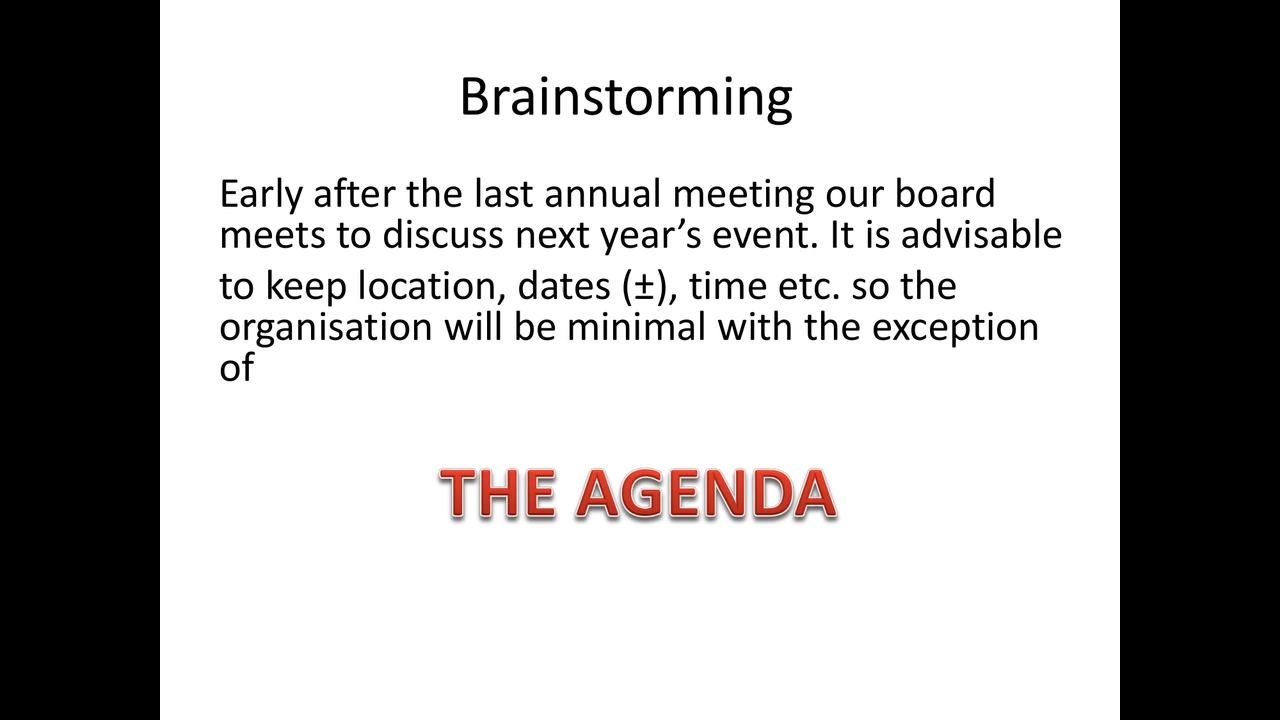 Brainstorming
Early after the last annual meeting our board
meets to discuss next year’s event. It is advisable
to keep location, dates (±), time etc. so the
organisation will be minimal with the exception
of
THE AGENDA